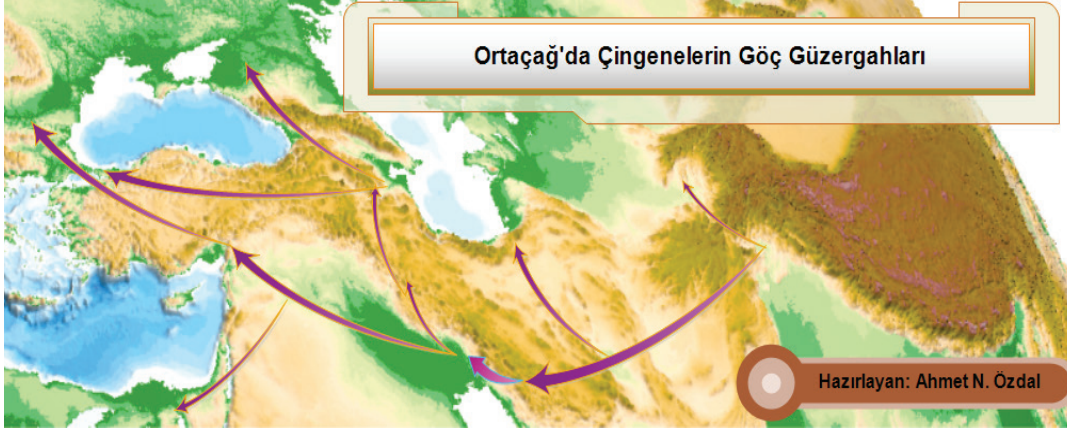 Ortaçağ'da Çingenelerin Göç Güzergahları
Hazırlayan: Ahmet N. Özdal